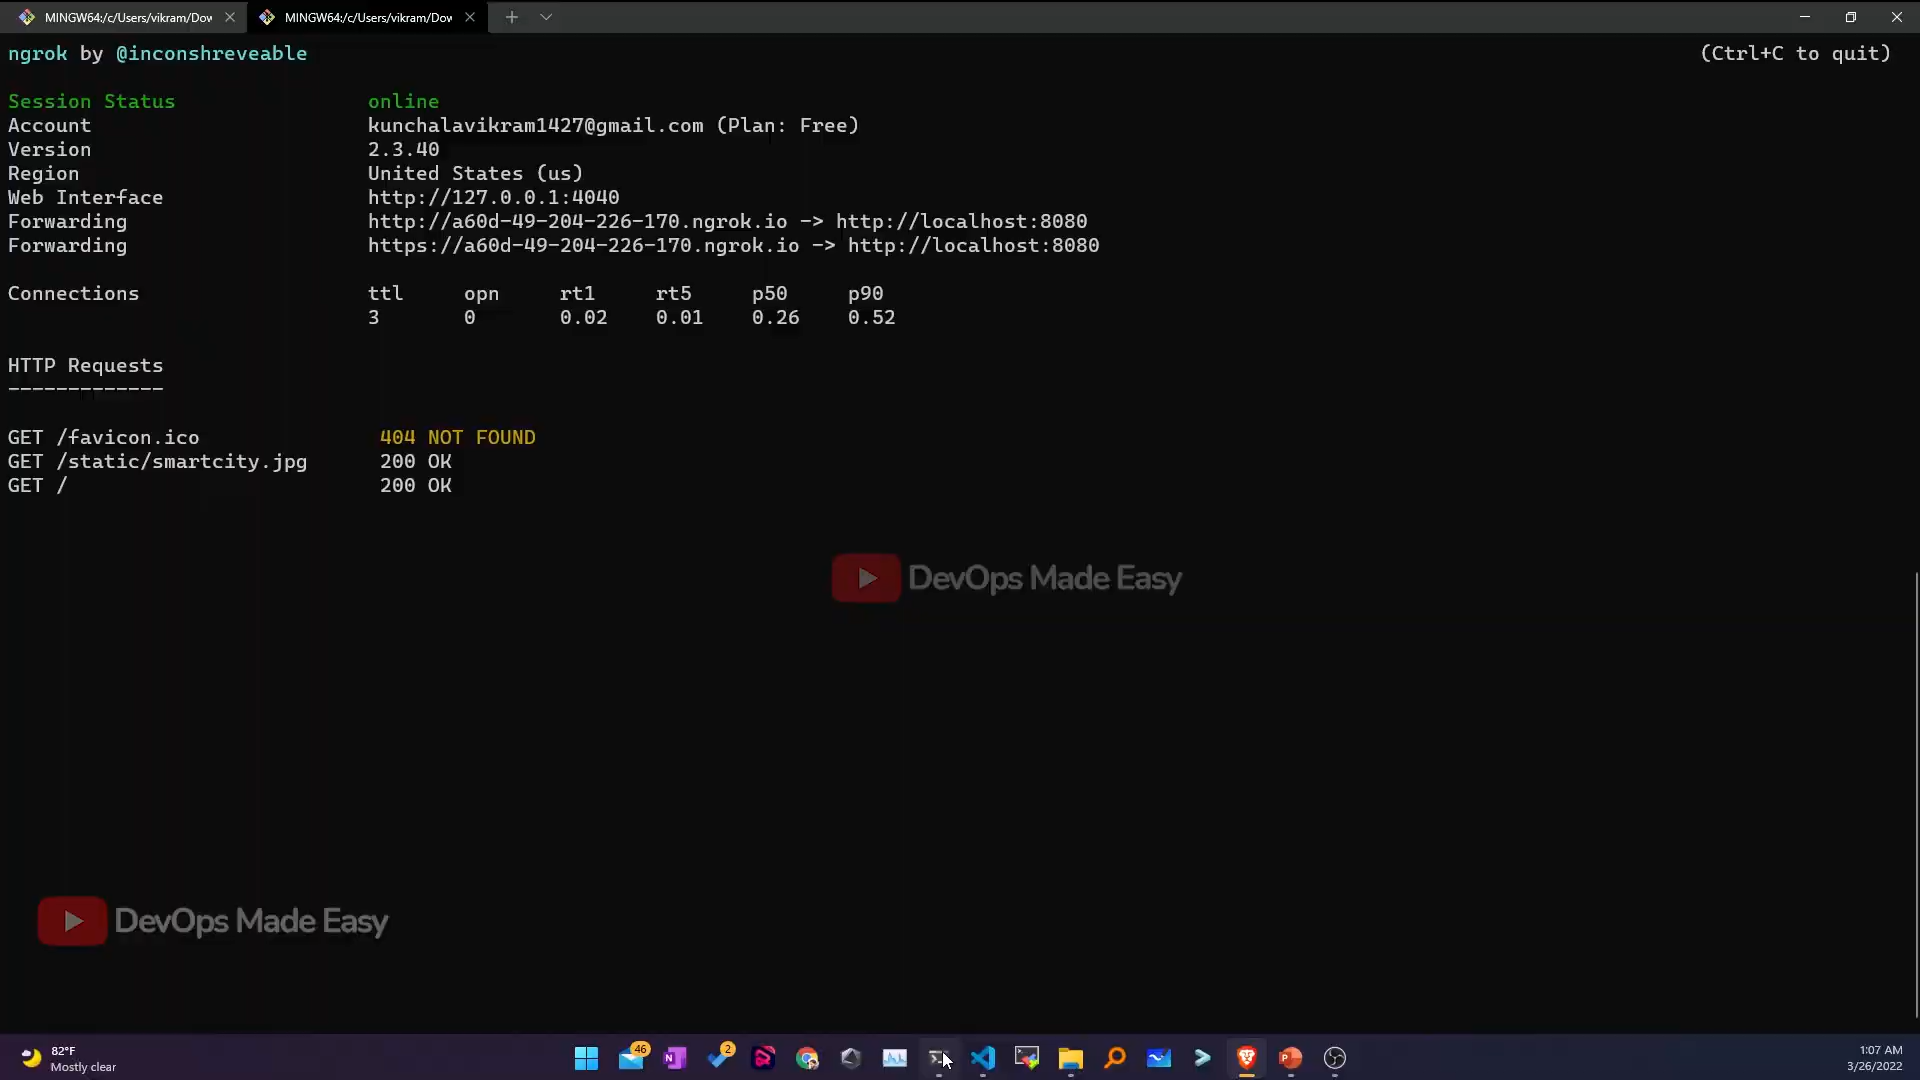 MINGW64:/c/Users/vikram/Dow
MINGW64:/c/Users/vikram/Dow
ngrok by @inconshreveable (Ctrl+C to quit)
Session Status online
Account kunchalavikram1427@gmail.com (Plan: Free)
Version 2.3.40
Region United States (us)
Web Interface http://127.0.0.1:4040
Forwarding http://a60d-49-204-226-170.ngrok.io -> http://localhost:8080
Forwarding https://a60d-49-204-226-170.ngrok.io -> http://localhost:8080
Connections ttl opn rt1 rt5 p50 p90
3 0 0.02 0.01 0.26 0.52
HTTP Requests
-------------
GET /favicon.ico 404 NOT FOUND
GET /static/smartcity.jpg 200 OK
GET / 200 OK
DevOps Made Easy
DevOps Made Easy
82°F
Mostly clear
46
2
1:07 AM
3/26/2022